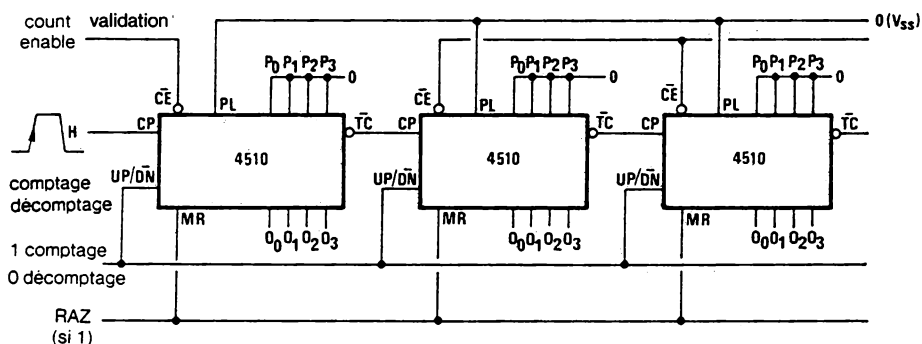 count validation
enable
0 (VSS)
P0 P1 P2 P3
0
P0 P1 P2 P3
0
P0 P1 P2 P3
0
C̅E̅ PL
C̅E̅ PL
C̅E̅ PL
H CP 4510 T̅C̅
CP 4510 T̅C̅
CP 4510 T̅C̅
comptage
décomptage
UP/D̅N̅
UP/D̅N̅
UP/D̅N̅
MR
MR
MR
O0 O1 O2 O3
O0 O1 O2 O3
O0 O1 O2 O3
1 comptage
0 décomptage
RAZ
(si 1)